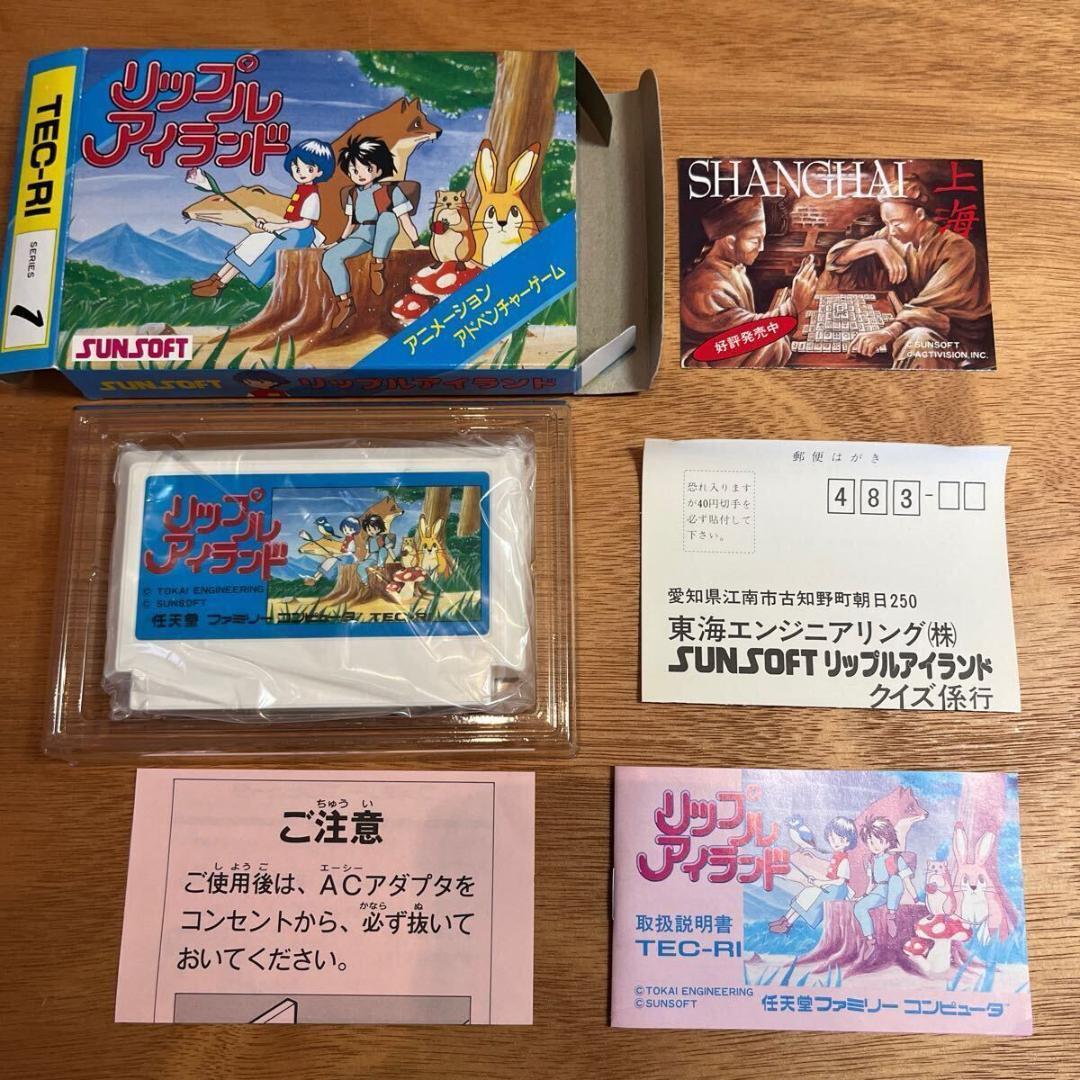 TEC-RI
SERIES
1
リップル
アイランド
アニメーション
アドベンチャーゲーム
SUNSOFT
SUNSOFT
リップルアイランド
SHANGHAI
上海
好評発売中
©SUNSOFT
©ACTIVISION, INC.
リップル
アイランド
© TOKAI ENGINEERING
© SUNSOFT
任天堂 ファミリー コンピュータ/TEC-RI
郵便はがき
恐れ入ります
が40円切手を
必ず貼付して
下さい。
483-
愛知県江南市古知野町朝日250
東海エンジニアリング(株)
SUNSOFT リップルアイランド
クイズ係行
ちゅう い
ご注意
しようご
エーシー
ご使用後は、ACアダプタを
かなら ぬ
コンセントから、必ず抜いて
おいてください。
リップル
アイランド
取扱説明書
TEC-RI
©TOKAI ENGINEERING
©SUNSOFT
任天堂 ファミリー コンピュータ™